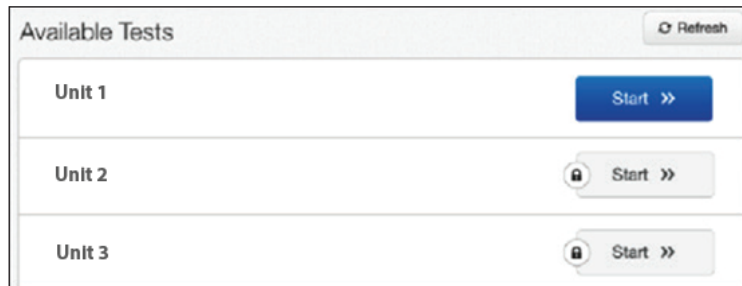 Available Tests
Refresh
Unit 1
Start »
Unit 2
Start »
Unit 3
Start »